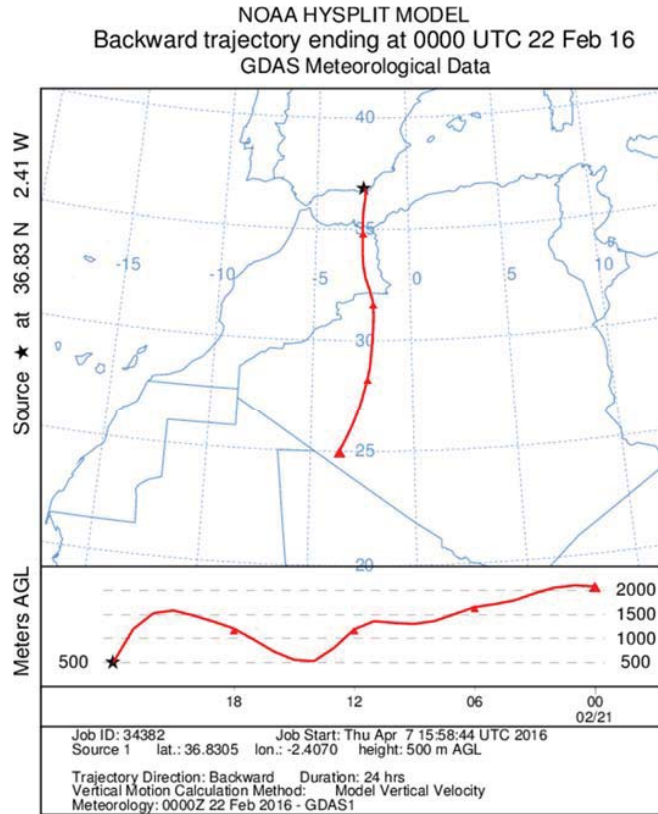 NOAA HYSPLIT MODEL
Backward trajectory ending at 0000 UTC 22 Feb 16
GDAS Meteorological Data
Source ★ at 36.83 N 2.41 W
40
35
-15
-10
-5
0
5
10
30
25
20
Meters AGL
500
2000
1500
1000
500
18
12
06
00
02/21
Job ID: 34382 Job Start: Thu Apr 7 15:58:44 UTC 2016
Source 1 lat.: 36.8305 lon.: -2.4070 height: 500 m AGL
Trajectory Direction: Backward Duration: 24 hrs
Vertical Motion Calculation Method: Model Vertical Velocity
Meteorology: 0000Z 22 Feb 2016 - GDAS1